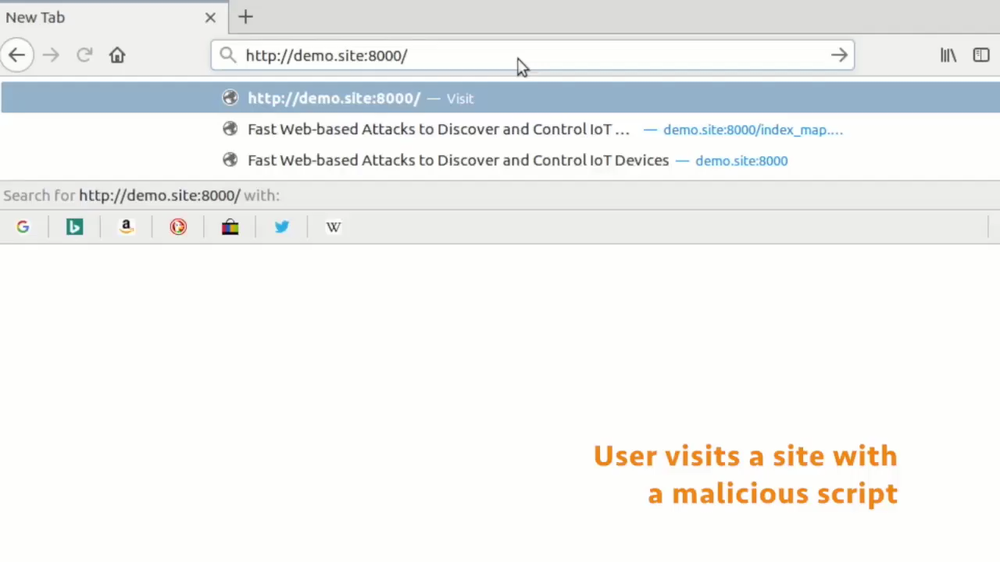 New Tab
http://demo.site:8000/
http://demo.site:8000/ — Visit
Fast Web-based Attacks to Discover and Control IoT ... — demo.site:8000/index_map....
Fast Web-based Attacks to Discover and Control IoT Devices — demo.site:8000
Search for http://demo.site:8000/ with:
User visits a site with
a malicious script